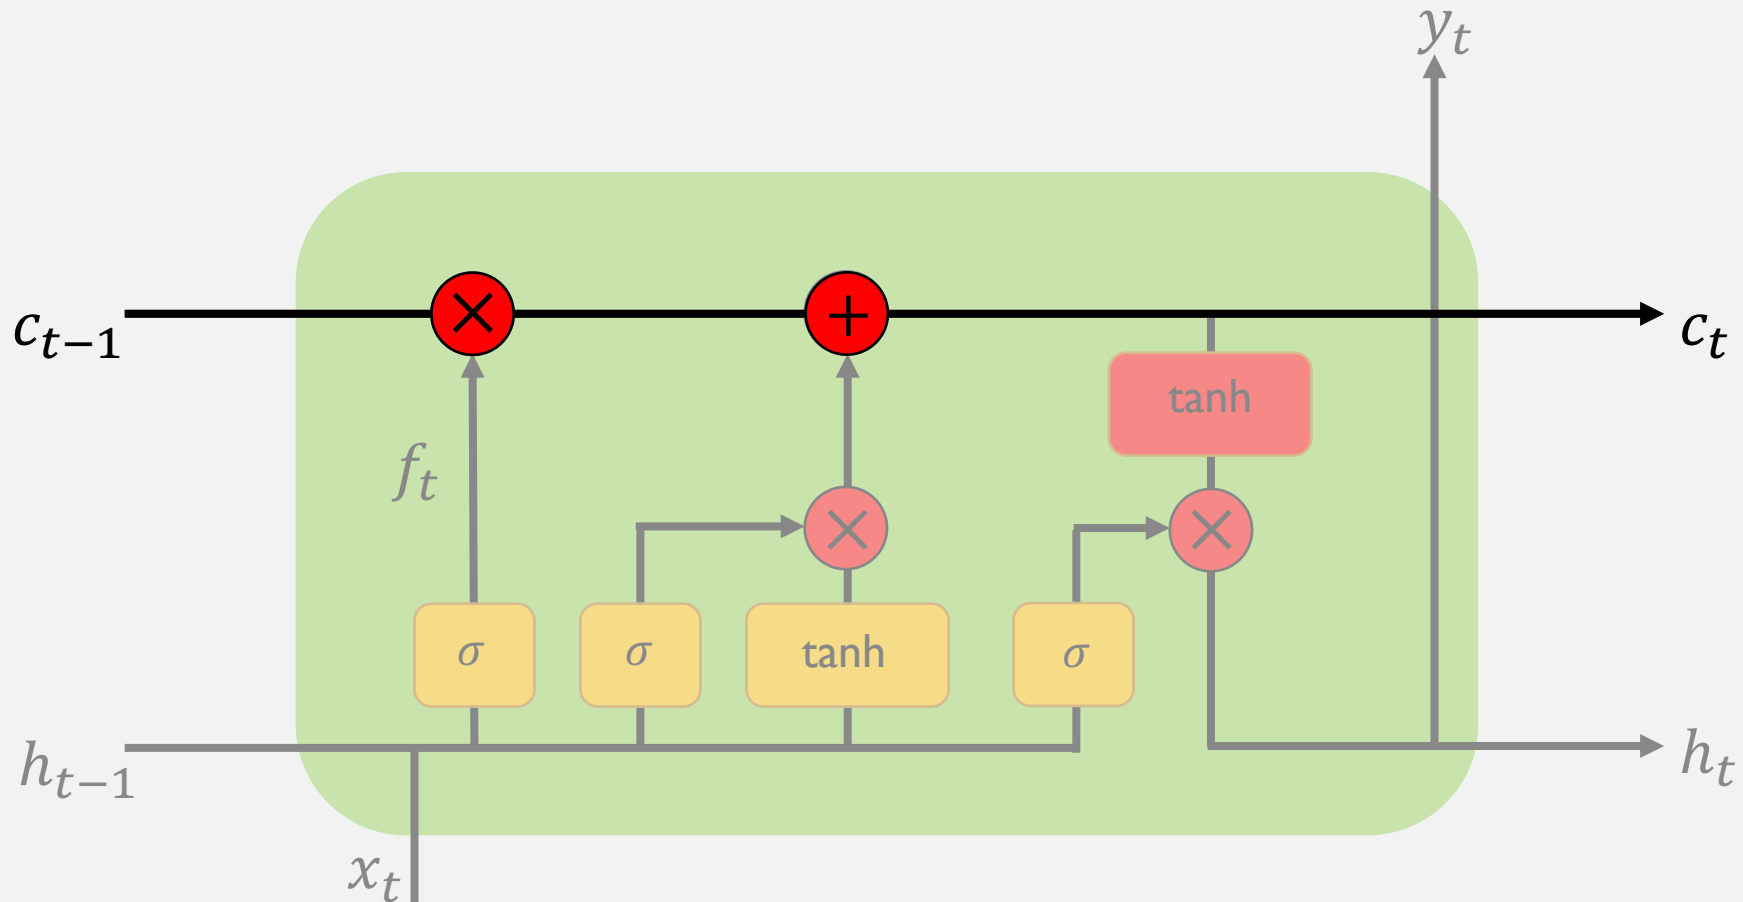 y_t
× +
c_{t-1} c_t
tanh
f_t
× ×
σ σ tanh σ
h_{t-1} h_t
x_t